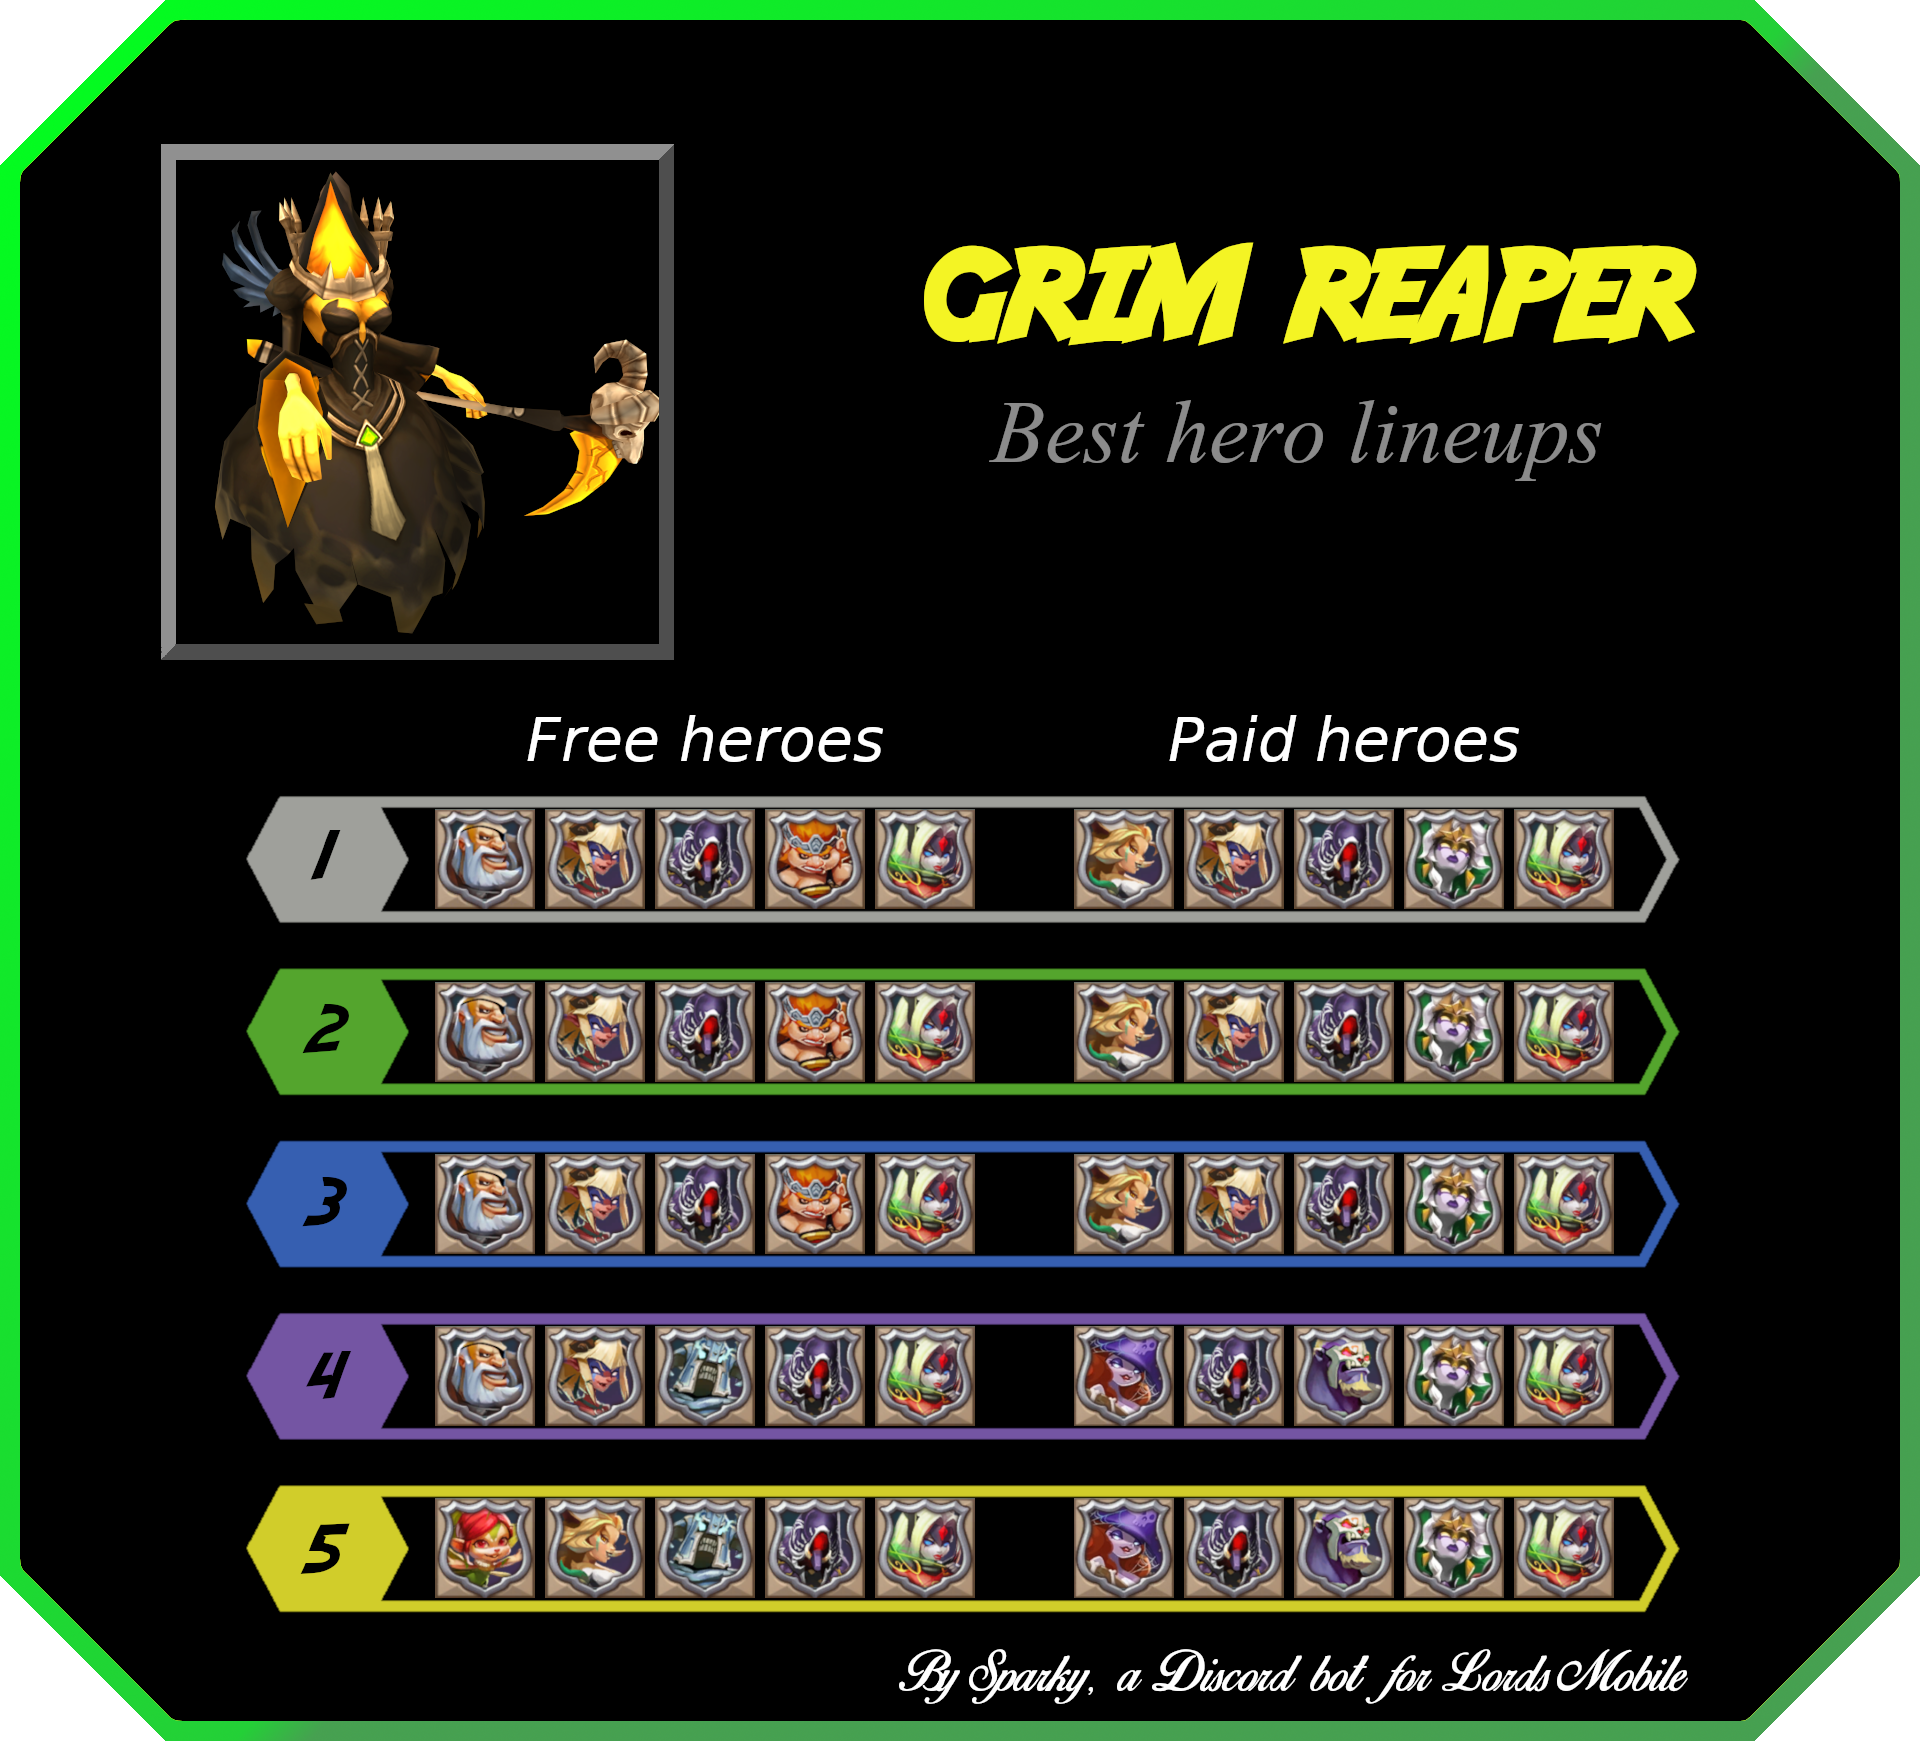 GRIM REAPER
Best hero lineups
Free heroes
Paid heroes
1
2
3
4
5
By Sparky, a Discord bot for Lords Mobile